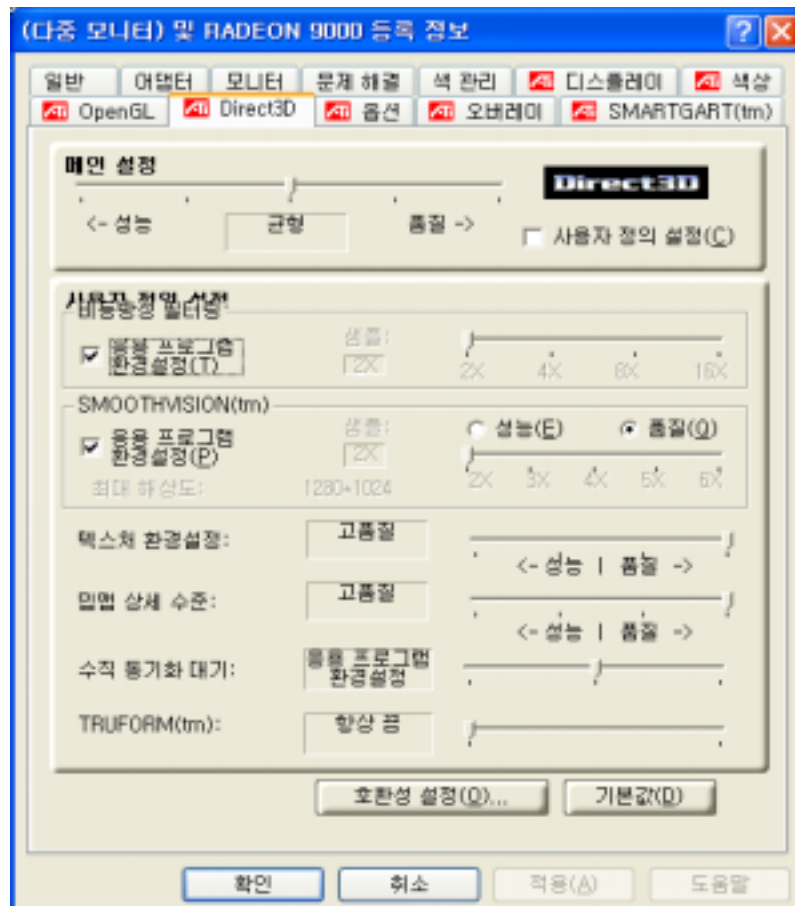 (다중 모니터) 및 RADEON 9000 등록 정보
일반 어댑터 모니터 문제 해결 색 관리 ATI 디스플레이 ATI 색상
ATI OpenGL ATI Direct3D ATI 옵션 ATI 오버레이 ATI SMARTGART(tm)
메인 설정
Direct3D
<- 성능 균형 품질 ->
사용자 정의 설정(C)
사용자 정의 설정
비등방성 필터링
응용 프로그램 환경설정(T)
샘플:
2X
2X 4X 8X 16X
SMOOTHVISION(tm)
응용 프로그램 환경설정(P)
샘플:
2X
성능(E) 품질(Q)
2X 3X 4X 5X 6X
최대 해상도: 1280*1024
텍스처 환경설정: 고품질
<- 성능 | 품질 ->
밉맵 상세 수준: 고품질
<- 성능 | 품질 ->
수직 동기화 대기: 응용 프로그램 환경설정
TRUFORM(tm): 항상 끔
호환성 설정(O)... 기본값(D)
확인 취소 적용(A) 도움말